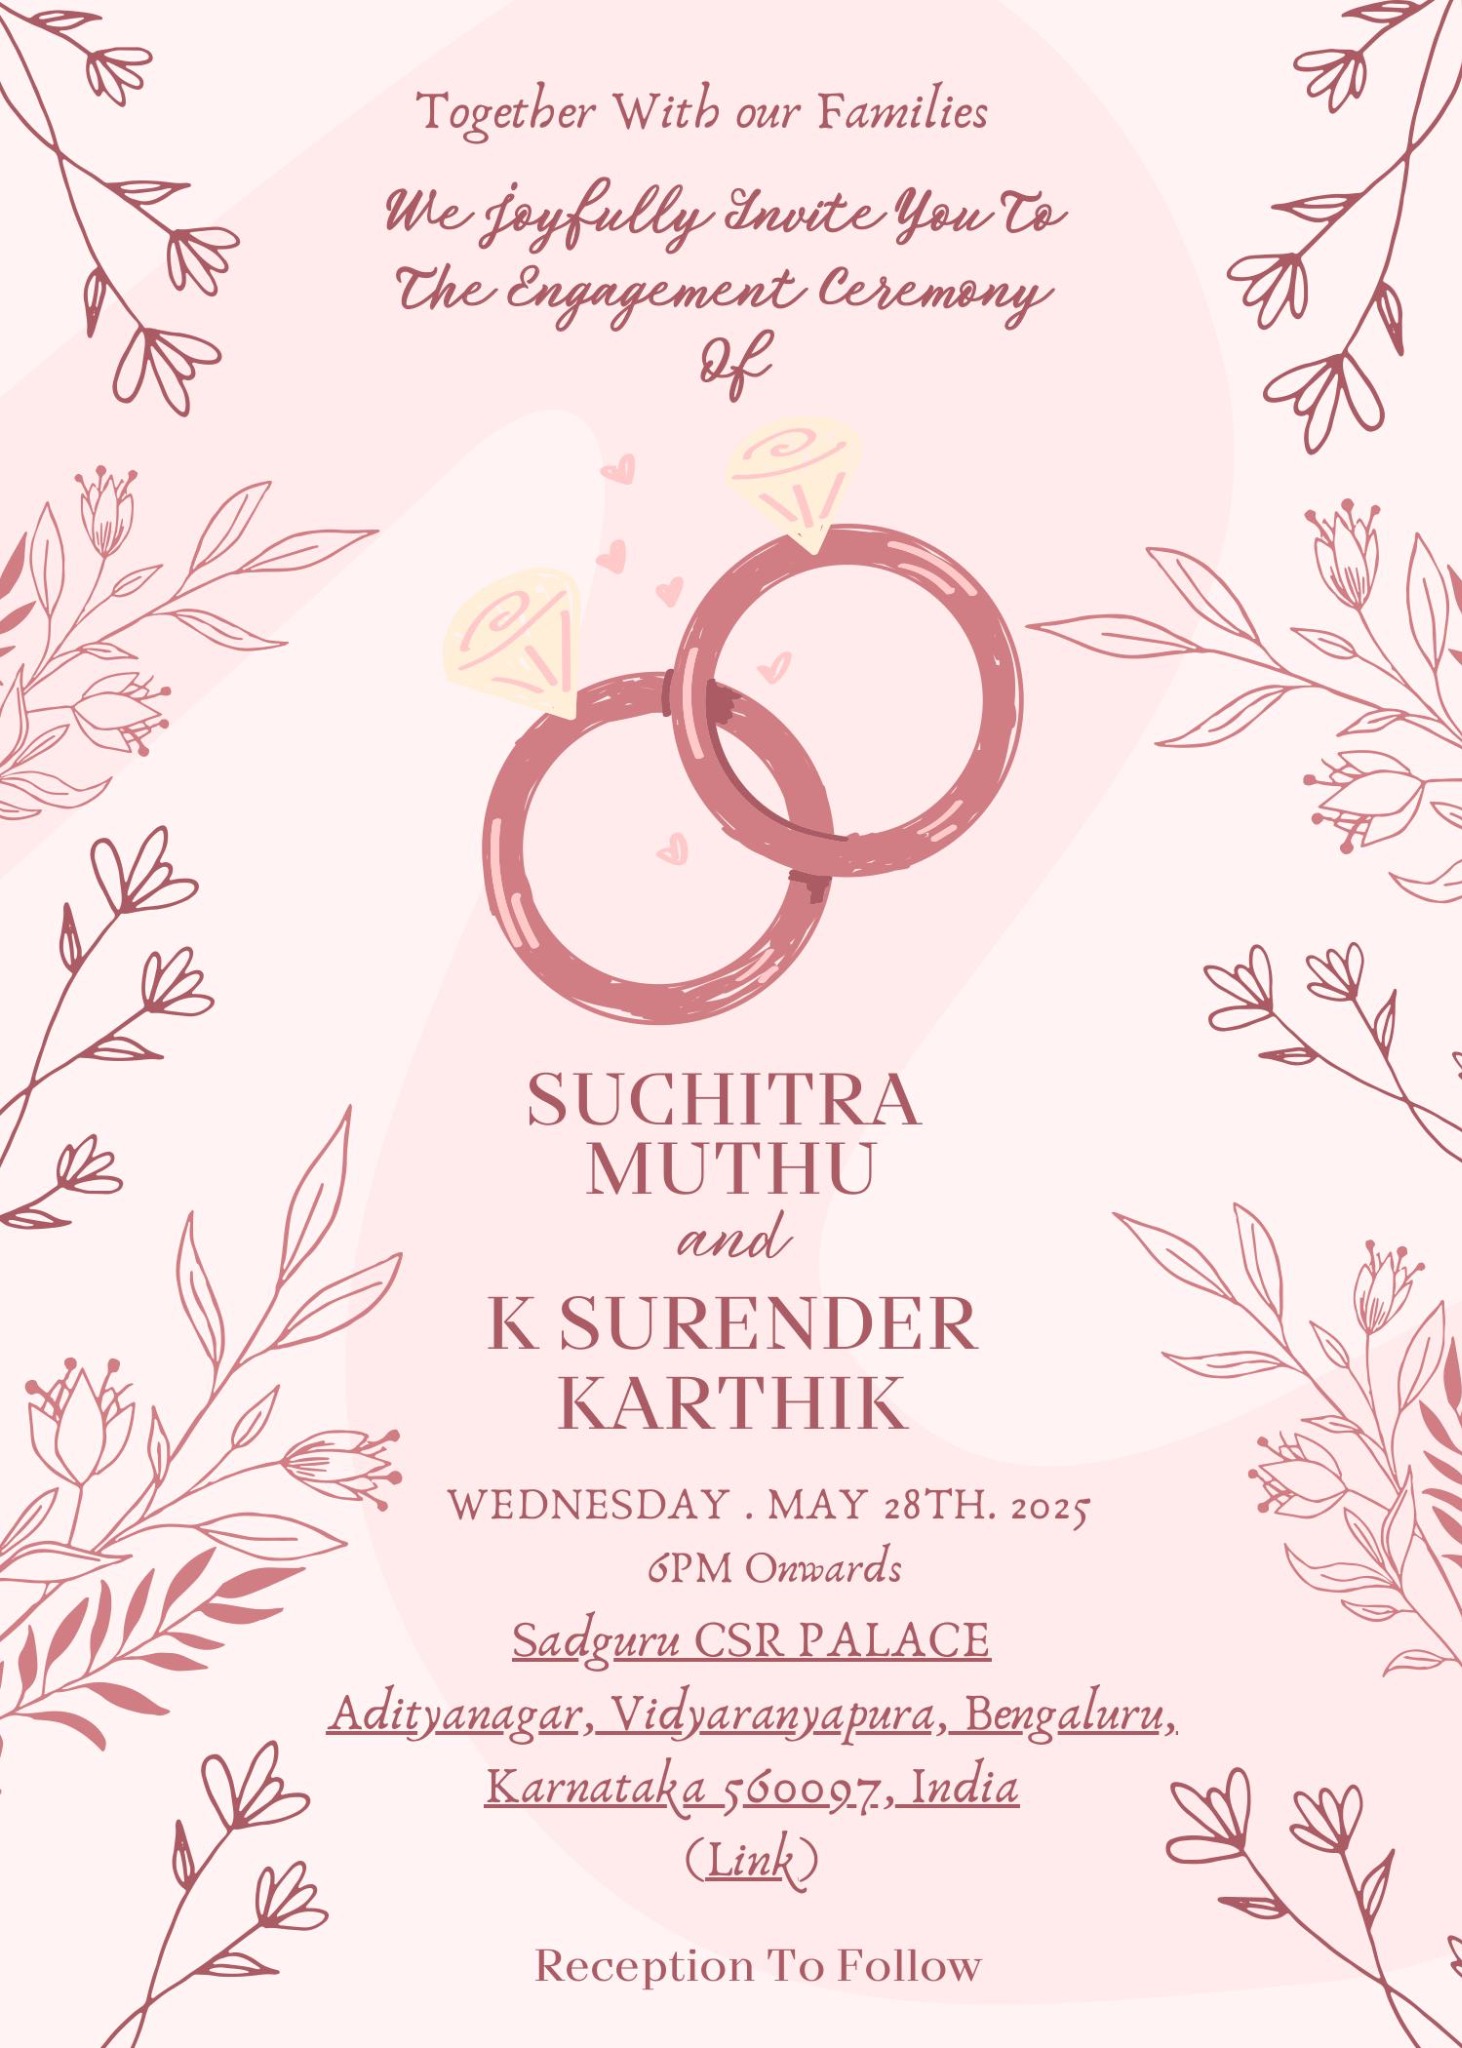 Together With our Families
We Joyfully Invite You To
The Engagement Ceremony
Of
SUCHITRA
MUTHU
and
K SURENDER
KARTHIK
WEDNESDAY . MAY 28TH. 2025
6PM Onwards
Sadguru CSR PALACE
Adityanagar, Vidyaranyapura, Bengaluru,
Karnataka 560097, India
(Link)
Reception To Follow